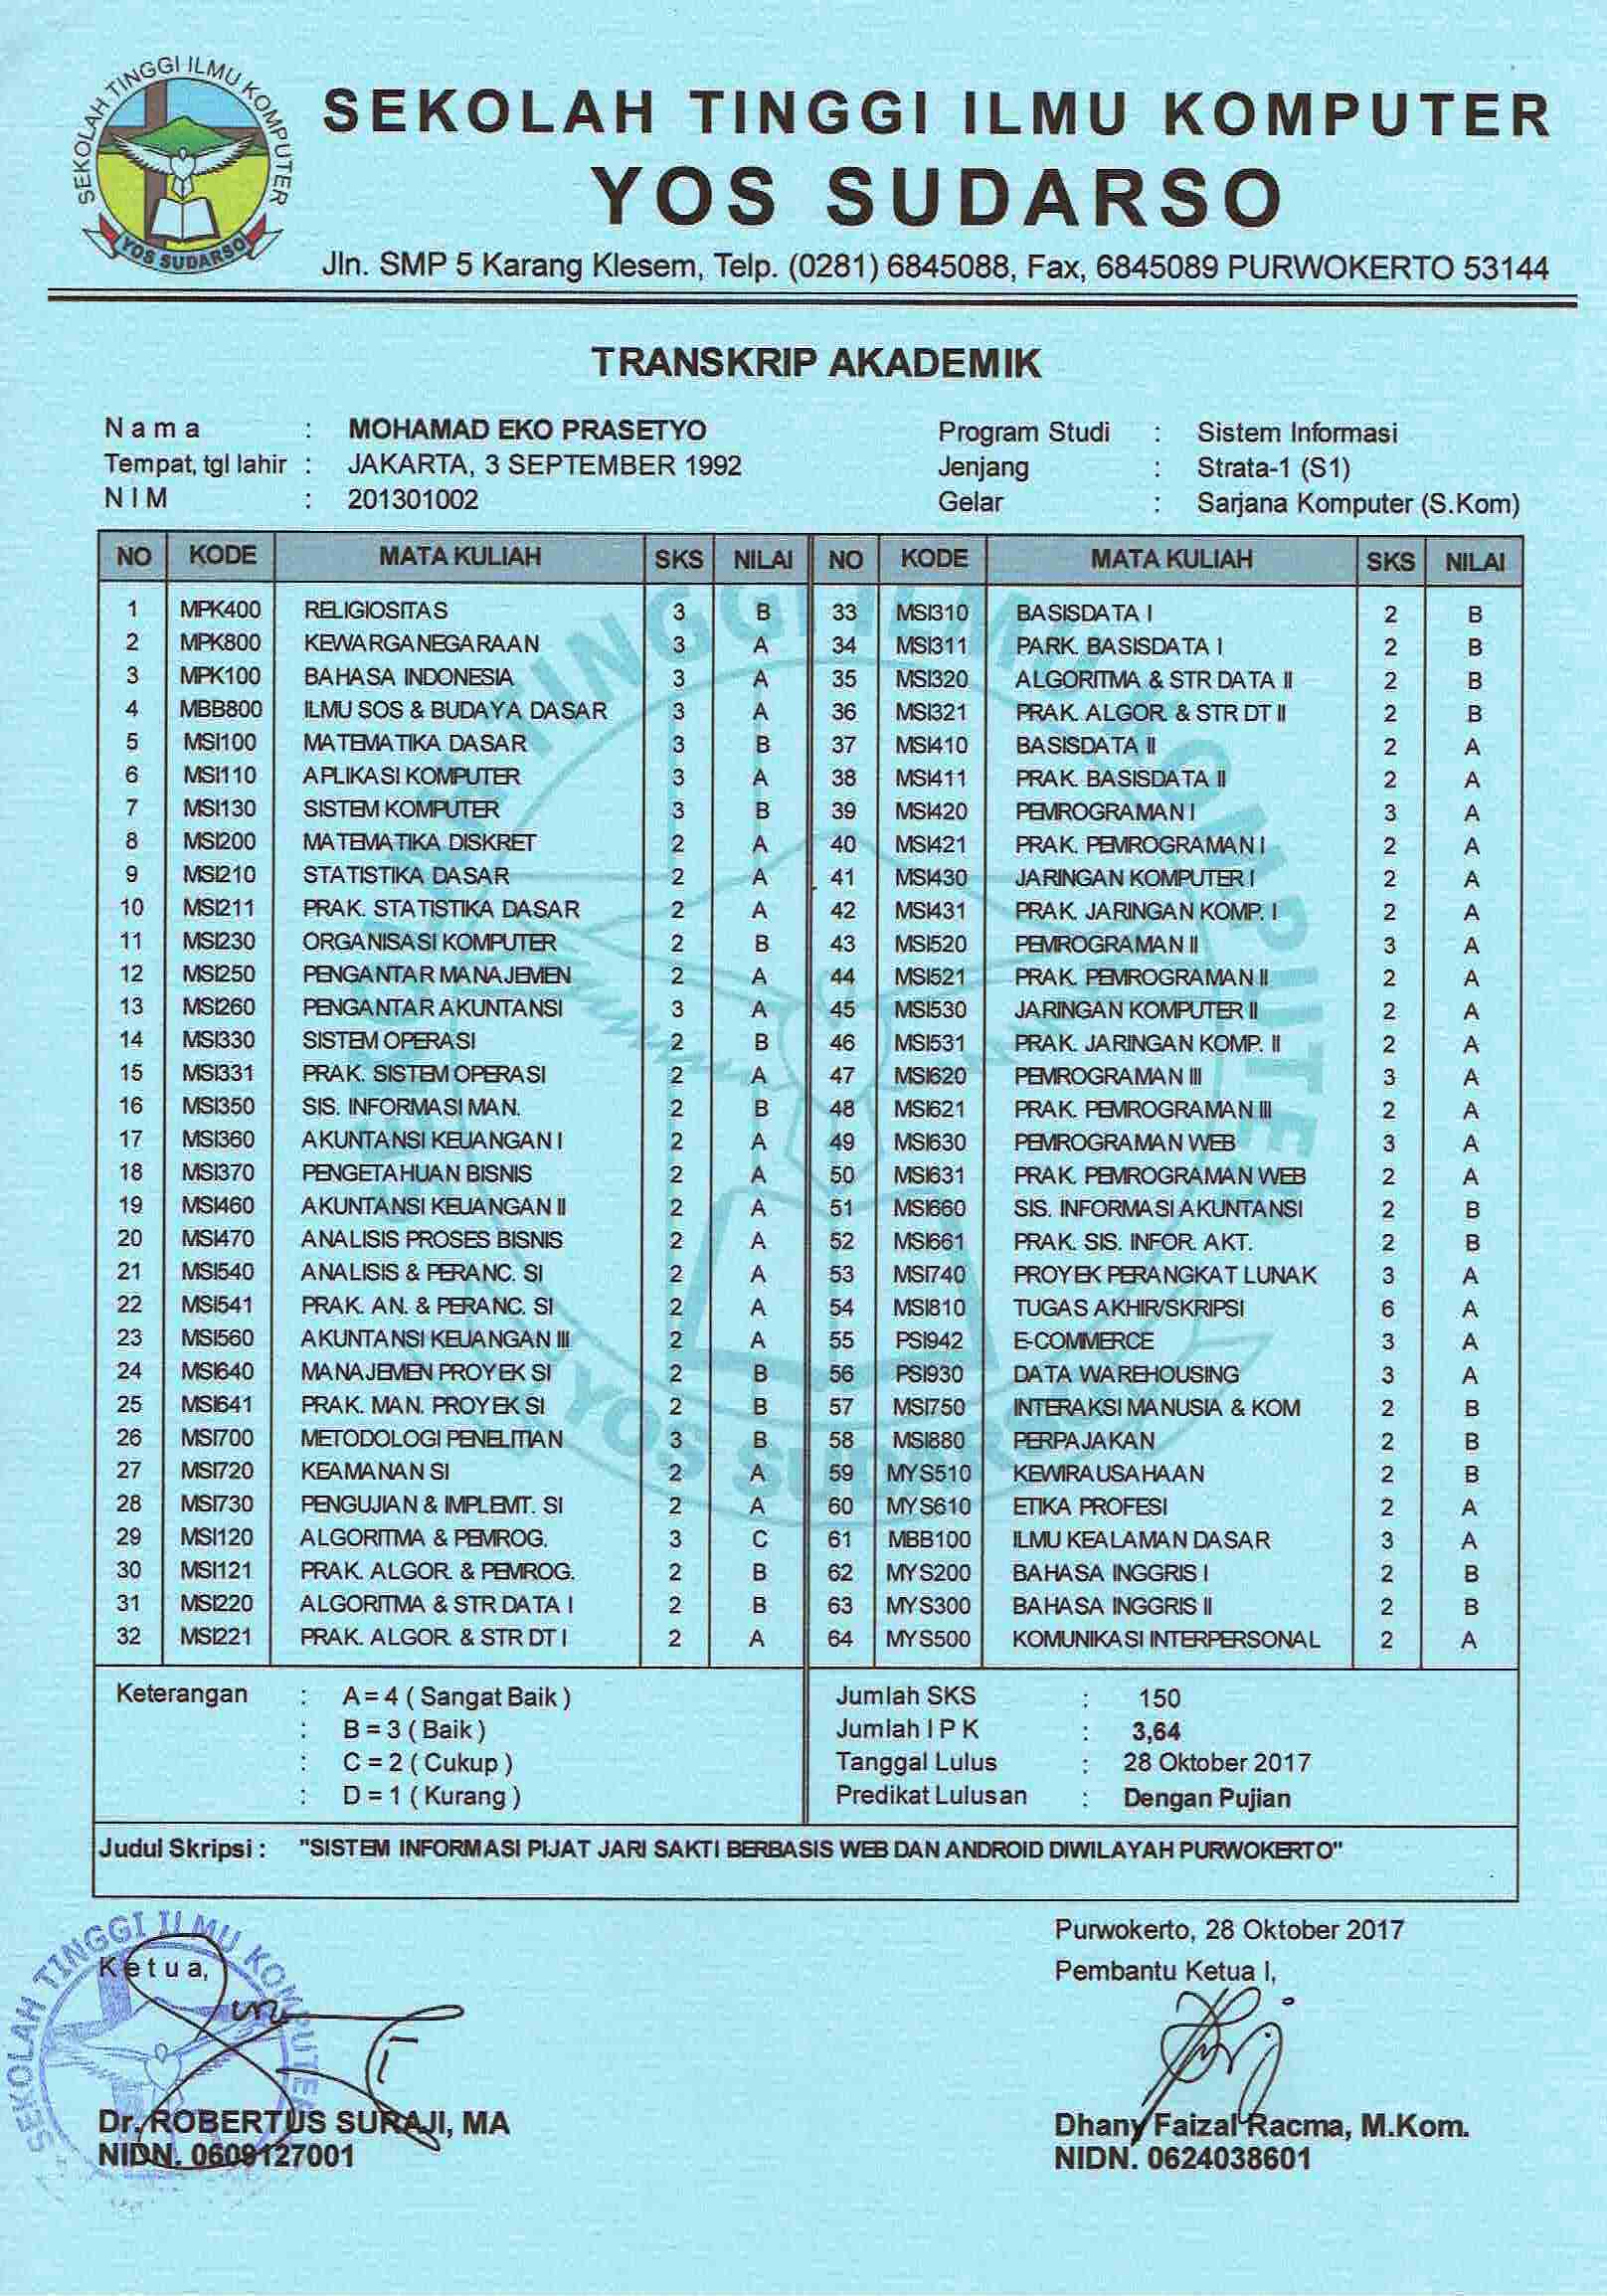 SEKOLAH TINGGI ILMU KOMPUTER
YOS SUDARSO
SEKOLAH TINGGI ILMU KOMPUTER
YOS SUDARSO
Jln. SMP 5 Karang Klesem, Telp. (0281) 6845088, Fax, 6845089 PURWOKERTO 53144
TRANSKRIP AKADEMIK
Nama : MOHAMAD EKO PRASETYO
Tempat, tgl lahir : JAKARTA, 3 SEPTEMBER 1992
NIM : 201301002
Program Studi : Sistem Informasi
Jenjang : Strata-1 (S1)
Gelar : Sarjana Komputer (S.Kom)
NO KODE MATA KULIAH SKS NILAI
1 MPK400 RELIGIOSITAS 3 B
2 MPK800 KEWARGANEGARAAN 3 A
3 MPK100 BAHASA INDONESIA 3 A
4 MBB800 ILMU SOS & BUDAYA DASAR 3 A
5 MSI100 MATEMATIKA DASAR 3 B
6 MSI110 APLIKASI KOMPUTER 3 A
7 MSI130 SISTEM KOMPUTER 3 B
8 MSI200 MATEMATIKA DISKRET 2 A
9 MSI210 STATISTIKA DASAR 2 A
10 MSI211 PRAK. STATISTIKA DASAR 2 A
11 MSI230 ORGANISASI KOMPUTER 2 B
12 MSI250 PENGANTAR MANAJEMEN 2 A
13 MSI260 PENGANTAR AKUNTANSI 3 A
14 MSI330 SISTEM OPERASI 2 B
15 MSI331 PRAK. SISTEM OPERASI 2 A
16 MSI350 SIS. INFORMASI MAN. 2 B
17 MSI360 AKUNTANSI KEUANGAN I 2 A
18 MSI370 PENGETAHUAN BISNIS 2 A
19 MSI460 AKUNTANSI KEUANGAN II 2 A
20 MSI470 ANALISIS PROSES BISNIS 2 A
21 MSI540 ANALISIS & PERANC. SI 2 A
22 MSI541 PRAK. AN. & PERANC. SI 2 A
23 MSI560 AKUNTANSI KEUANGAN III 2 A
24 MSI640 MANAJEMEN PROYEK SI 2 B
25 MSI641 PRAK. MAN. PROYEK SI 2 B
26 MSI700 METODOLOGI PENELITIAN 3 B
27 MSI720 KEAMANAN SI 2 A
28 MSI730 PENGUJIAN & IMPLEMT. SI 2 A
29 MSI120 ALGORITMA & PEMROG. 3 C
30 MSI121 PRAK. ALGOR. & PEMROG. 2 B
31 MSI220 ALGORITMA & STR DATA I 2 B
32 MSI221 PRAK. ALGOR. & STR DT I 2 A
NO KODE MATA KULIAH SKS NILAI
33 MSI310 BASISDATA I 2 B
34 MSI311 PARK. BASISDATA I 2 B
35 MSI320 ALGORITMA & STR DATA II 2 B
36 MSI321 PRAK. ALGOR. & STR DT II 2 B
37 MSI410 BASISDATA II 2 A
38 MSI411 PRAK. BASISDATA II 2 A
39 MSI420 PEMROGRAMAN I 3 A
40 MSI421 PRAK. PEMROGRAMAN I 2 A
41 MSI430 JARINGAN KOMPUTER I 2 A
42 MSI431 PRAK. JARINGAN KOMP. I 2 A
43 MSI520 PEMROGRAMAN II 3 A
44 MSI521 PRAK. PEMROGRAMAN II 2 A
45 MSI530 JARINGAN KOMPUTER II 2 A
46 MSI531 PRAK. JARINGAN KOMP. II 2 A
47 MSI620 PEMROGRAMAN III 3 A
48 MSI621 PRAK. PEMROGRAMAN III 2 A
49 MSI630 PEMROGRAMAN WEB 3 A
50 MSI631 PRAK. PEMROGRAMAN WEB 2 A
51 MSI660 SIS. INFORMASI AKUNTANSI 2 B
52 MSI661 PRAK. SIS. INFOR. AKT. 2 B
53 MSI740 PROYEK PERANGKAT LUNAK 3 A
54 MSI810 TUGAS AKHIR/SKRIPSI 6 A
55 PSI942 E-COMMERCE 3 A
56 PSI930 DATA WAREHOUSING 3 A
57 MSI750 INTERAKSI MANUSIA & KOM 2 B
58 MSI880 PERPAJAKAN 2 B
59 MYS510 KEWIRAUSAHAAN 2 B
60 MYS610 ETIKA PROFESI 2 A
61 MBB100 ILMU KEALAMAN DASAR 3 A
62 MYS200 BAHASA INGGRIS I 2 B
63 MYS300 BAHASA INGGRIS II 2 B
64 MYS500 KOMUNIKASI INTERPERSONAL 2 A
Keterangan : A = 4 ( Sangat Baik )
: B = 3 ( Baik )
: C = 2 ( Cukup )
: D = 1 ( Kurang )
Jumlah SKS : 150
Jumlah I P K : 3,64
Tanggal Lulus : 28 Oktober 2017
Predikat Lulusan : Dengan Pujian
Judul Skripsi : "SISTEM INFORMASI PIJAT JARI SAKTI BERBASIS WEB DAN ANDROID DIWILAYAH PURWOKERTO"
SEKOLAH TINGGI ILMU KOMPUTER
Ketua,
Dr. ROBERTUS SURAJI, MA
NIDN. 0609127001
Purwokerto, 28 Oktober 2017
Pembantu Ketua I,
Dhany Faizal Racma, M.Kom.
NIDN. 0624038601